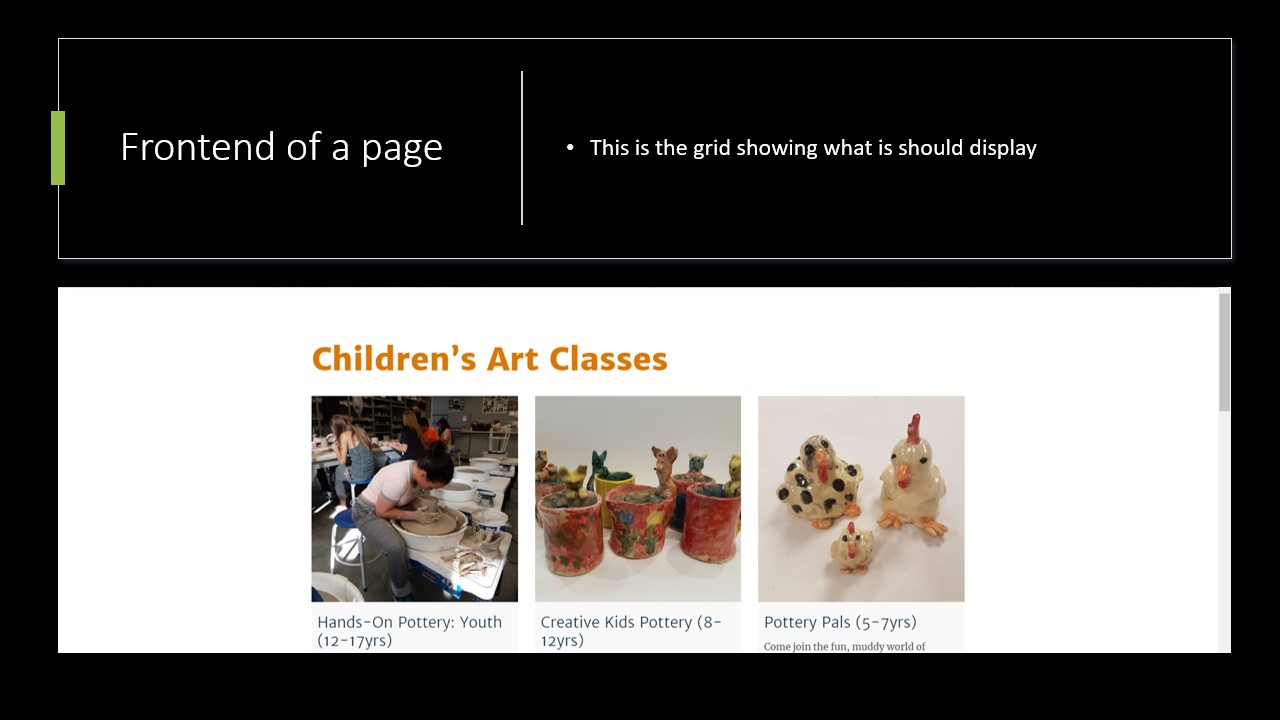 Frontend of a page
• This is the grid showing what is should display
Children's Art Classes
Hands-On Pottery: Youth
(12-17yrs)
Creative Kids Pottery (8-
12yrs)
Pottery Pals (5-7yrs)
Come join the fun, muddy world of